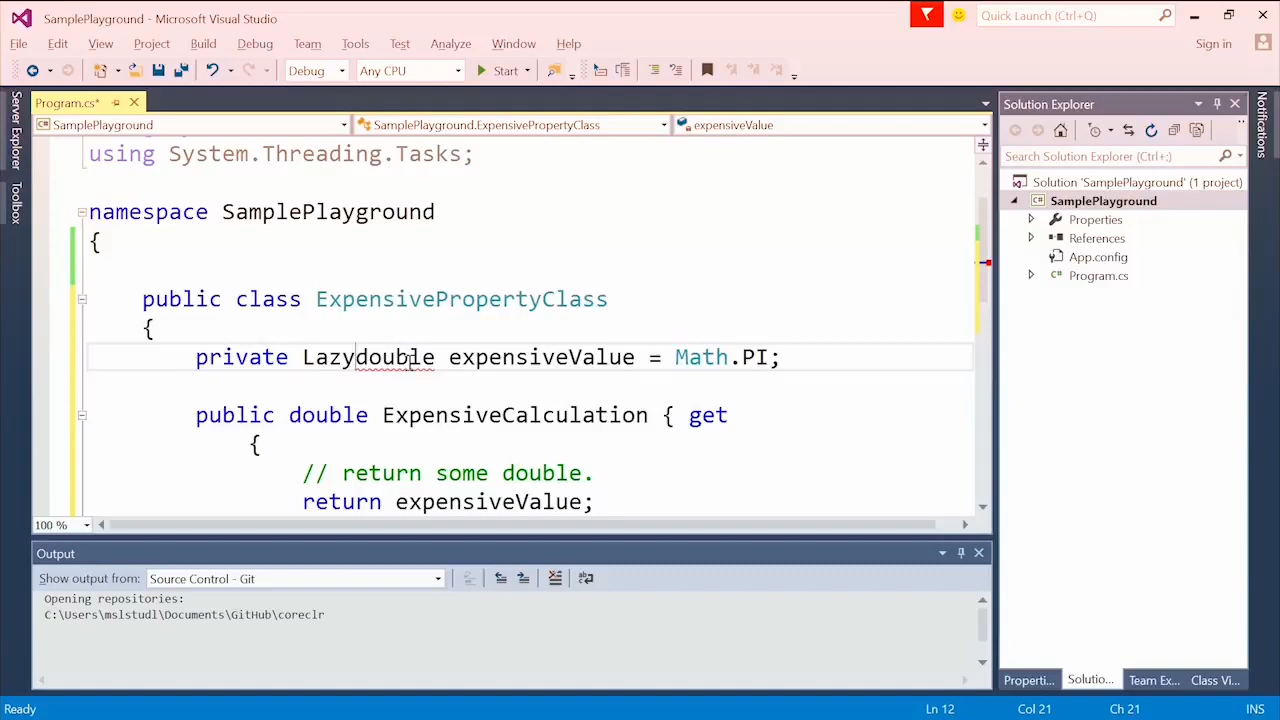 SamplePlayground - Microsoft Visual Studio
Quick Launch (Ctrl+Q)
File Edit View Project Build Debug Team Tools Test Analyze Window Help
Sign in
Debug Any CPU Start
Program.cs*
SamplePlayground SamplePlayground.ExpensivePropertyClass expensiveValue
using System.Threading.Tasks;
namespace SamplePlayground
{
public class ExpensivePropertyClass
{
private Lazydouble expensiveValue = Math.PI;
public double ExpensiveCalculation { get
{
// return some double.
return expensiveValue;
100 %
Server Explorer
Toolbox
Solution Explorer
Search Solution Explorer (Ctrl+;)
Solution 'SamplePlayground' (1 project)
C# SamplePlayground
Properties
References
App.config
C# Program.cs
Notifications
Output
Show output from: Source Control - Git
Opening repositories:
C:\Users\mslstudl\Documents\GitHub\coreclr
Properti... Solutio... Team Ex... Class Vi...
Ready Ln 12 Col 21 Ch 21 INS